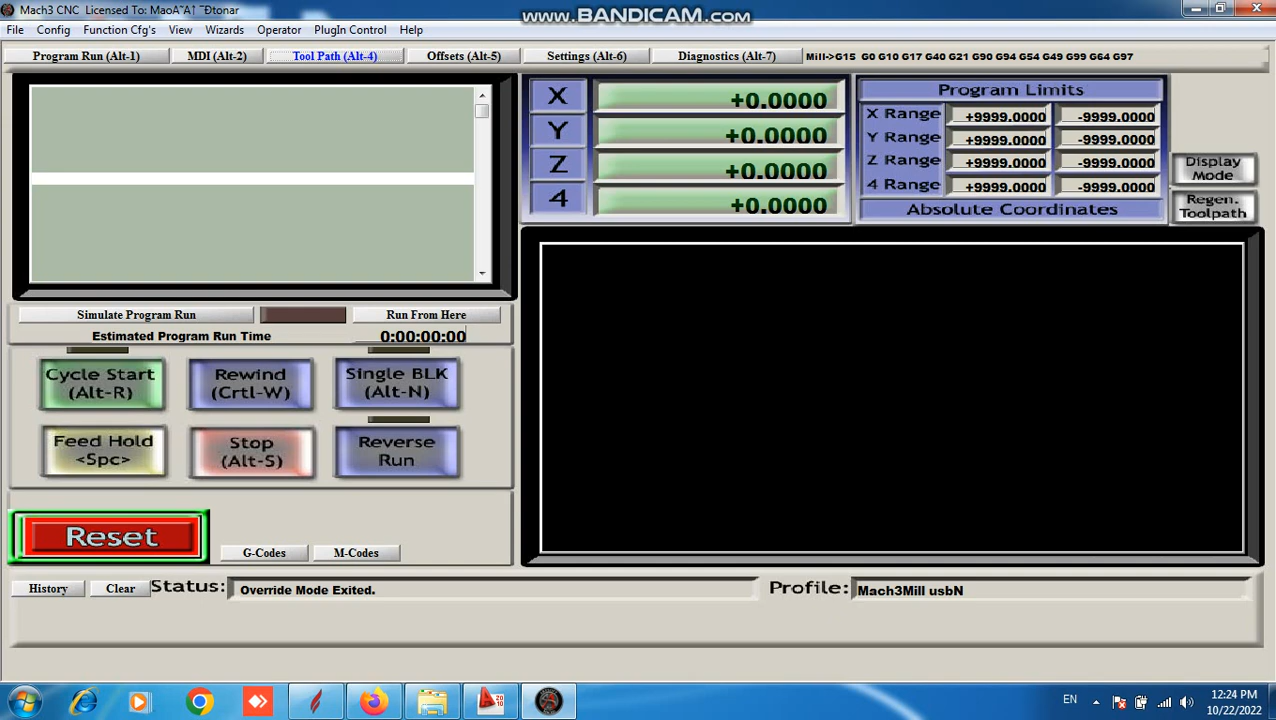 Mach3 CNC Licensed To: MaoÀ˜A1 ¯Ðtonar
www.BANDICAM.com
File Config Function Cfg's View Wizards Operator PlugIn Control Help
Program Run (Alt-1) MDI (Alt-2) Tool Path (Alt-4) Offsets (Alt-5) Settings (Alt-6) Diagnostics (Alt-7) Mill->G15 G0 G10 G17 G40 G21 G90 G94 G54 G49 G99 G64 G97
X +0.0000
Y +0.0000
Z +0.0000
4 +0.0000
Program Limits
X Range +9999.0000 -9999.0000
Y Range +9999.0000 -9999.0000
Z Range +9999.0000 -9999.0000
4 Range +9999.0000 -9999.0000
Absolute Coordinates
Display
Mode
Regen.
Toolpath
Simulate Program Run Run From Here
Estimated Program Run Time 0:00:00:00
Cycle Start
(Alt-R)
Rewind
(Crtl-W)
Single BLK
(Alt-N)
Feed Hold
<Spc>
Stop
(Alt-S)
Reverse
Run
Reset
G-Codes M-Codes
History Clear Status: Override Mode Exited. Profile: Mach3Mill usbN
EN 12:24 PM
10/22/2022